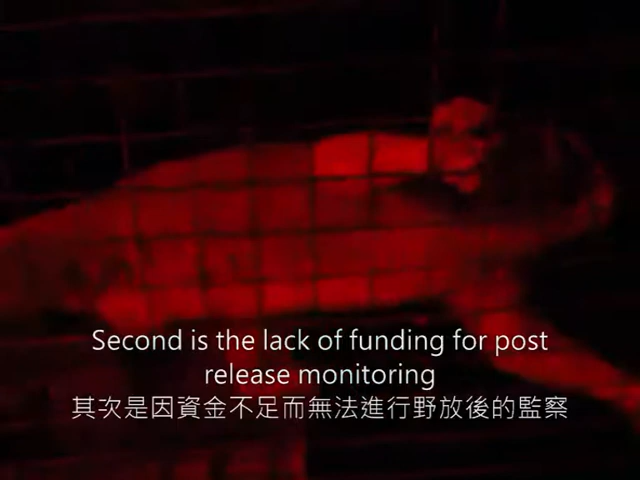 Second is the lack of funding for post
release monitoring
其次是因資金不足而無法進行野放後的監察